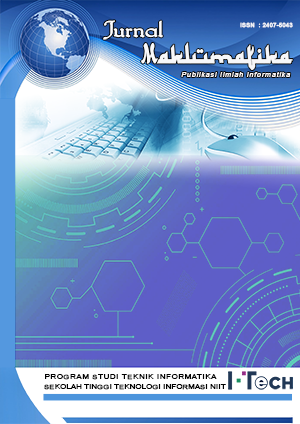 ISSN : 2407-5043
Jurnal
Maklumatika
Publikasi Ilmiah Informatika
PROGRAM STUDI TEKNIK INFORMATIKA
SEKOLAH TINGGI TEKNOLOGI INFORMASI NIIT
I-TECH